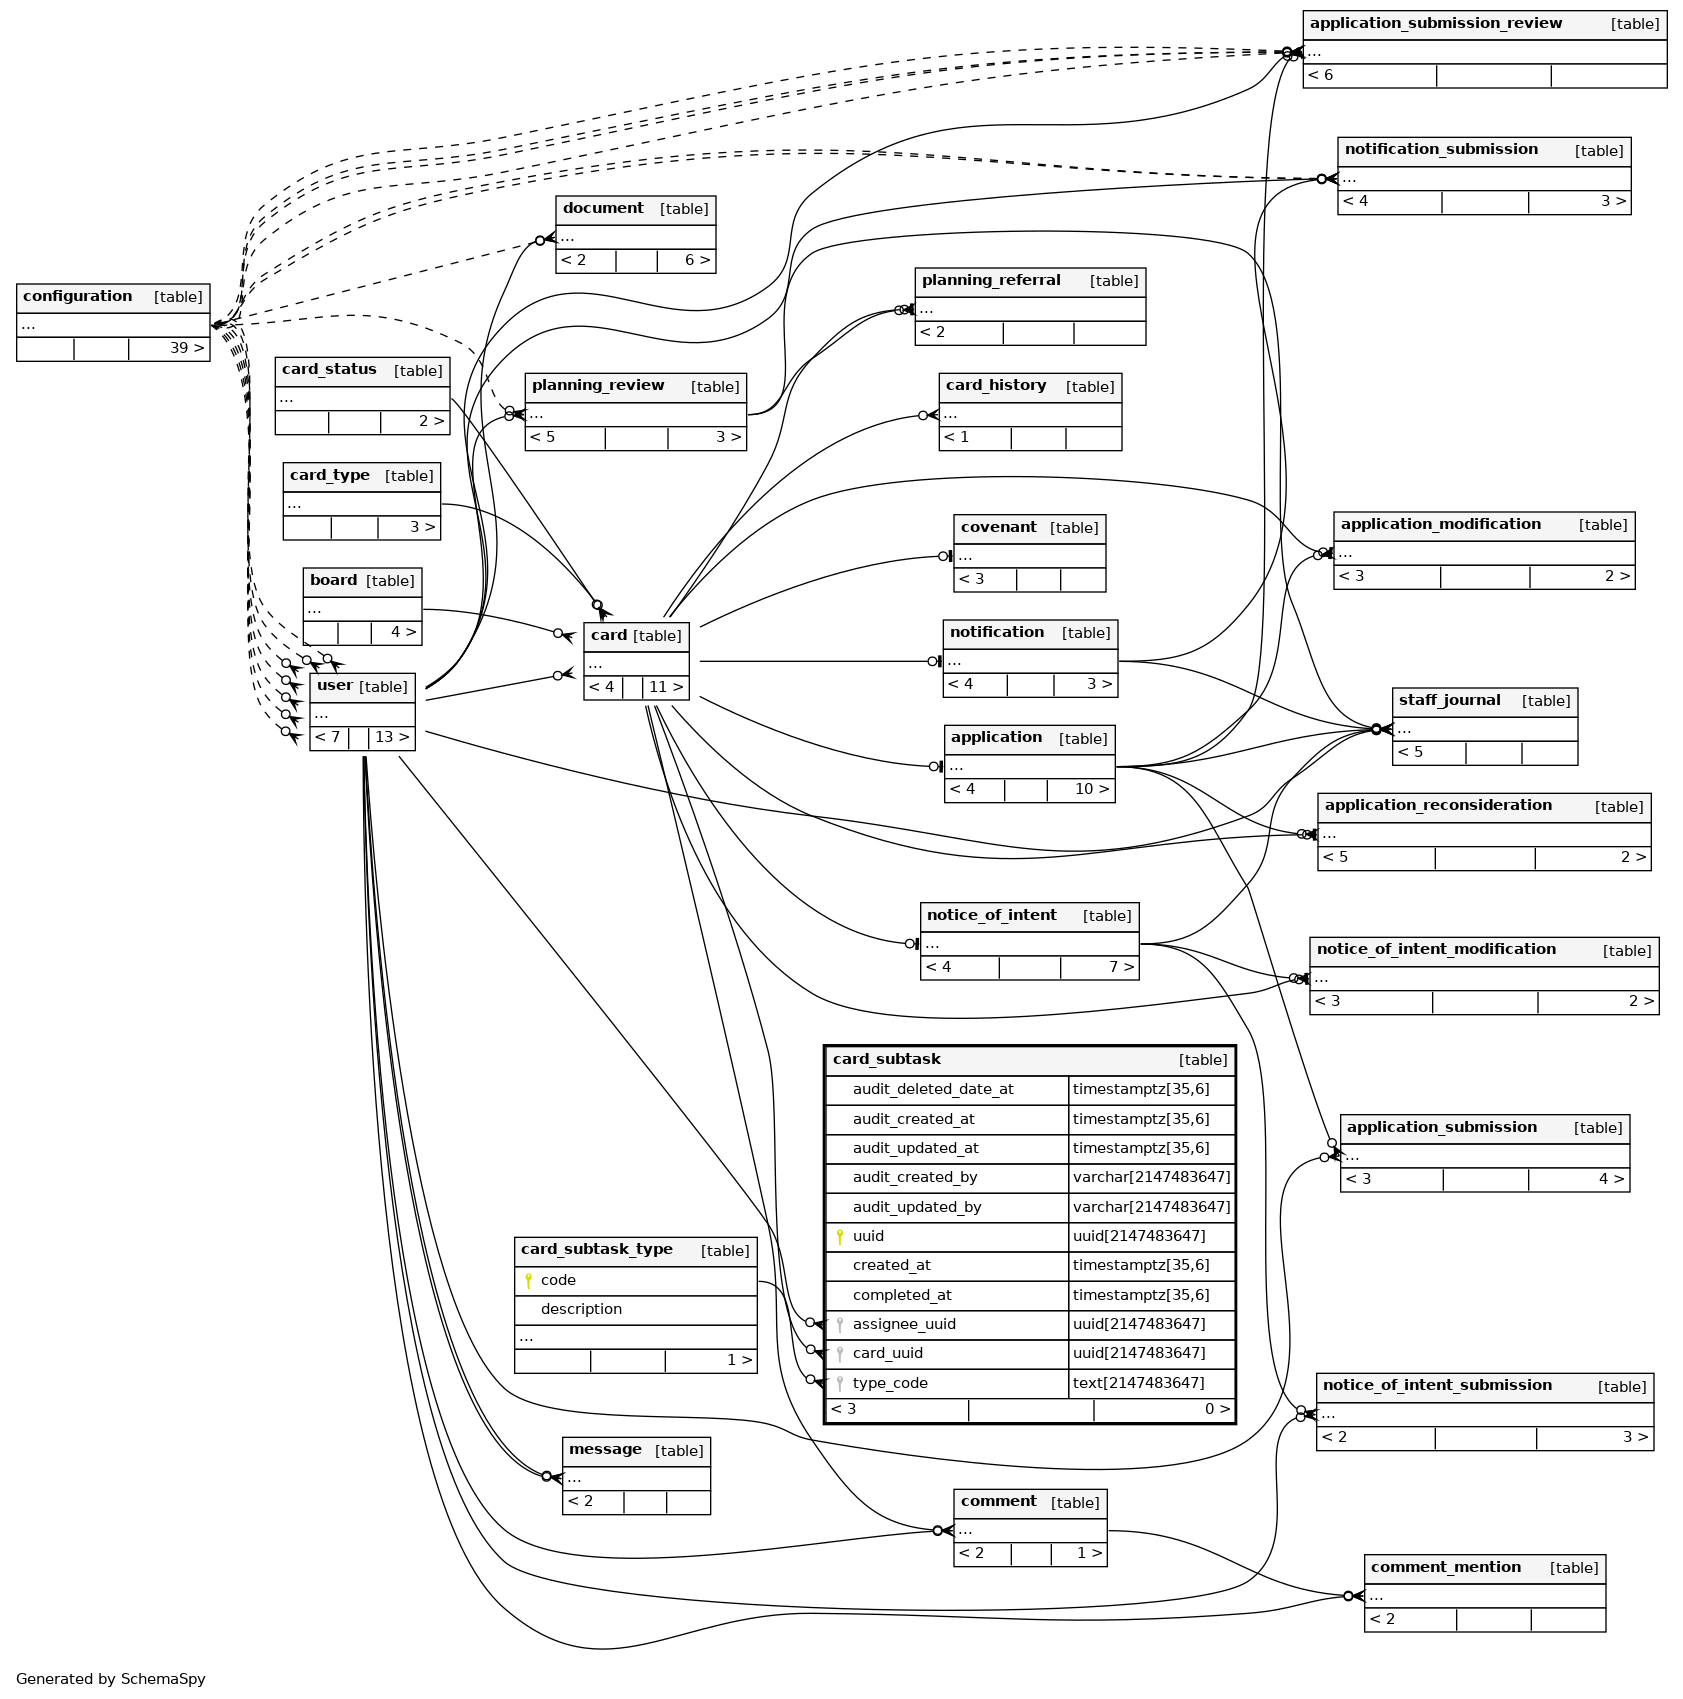 application_submission_review [table]
...
< 6
notification_submission [table]
...
< 4 3 >
document [table]
...
< 2 6 >
planning_referral [table]
...
< 2
configuration [table]
...
39 >
card_status [table]
...
2 >
planning_review [table]
...
< 5 3 >
card_history [table]
...
< 1
card_type [table]
...
3 >
covenant [table]
...
< 3
application_modification [table]
...
< 3 2 >
board [table]
...
4 >
card [table]
...
< 4 11 >
notification [table]
...
< 4 3 >
user [table]
...
< 7 13 >
staff_journal [table]
...
< 5
application [table]
...
< 4 10 >
application_reconsideration [table]
...
< 5 2 >
notice_of_intent [table]
...
< 4 7 >
notice_of_intent_modification [table]
...
< 3 2 >
card_subtask [table]
audit_deleted_date_at timestamptz[35,6]
audit_created_at timestamptz[35,6]
audit_updated_at timestamptz[35,6]
audit_created_by varchar[2147483647]
audit_updated_by varchar[2147483647]
uuid uuid[2147483647]
created_at timestamptz[35,6]
completed_at timestamptz[35,6]
assignee_uuid uuid[2147483647]
card_uuid uuid[2147483647]
type_code text[2147483647]
< 3 0 >
application_submission [table]
...
< 3 4 >
card_subtask_type [table]
code
description
...
1 >
notice_of_intent_submission [table]
...
< 2 3 >
message [table]
...
< 2
comment [table]
...
< 2 1 >
comment_mention [table]
...
< 2
Generated by SchemaSpy